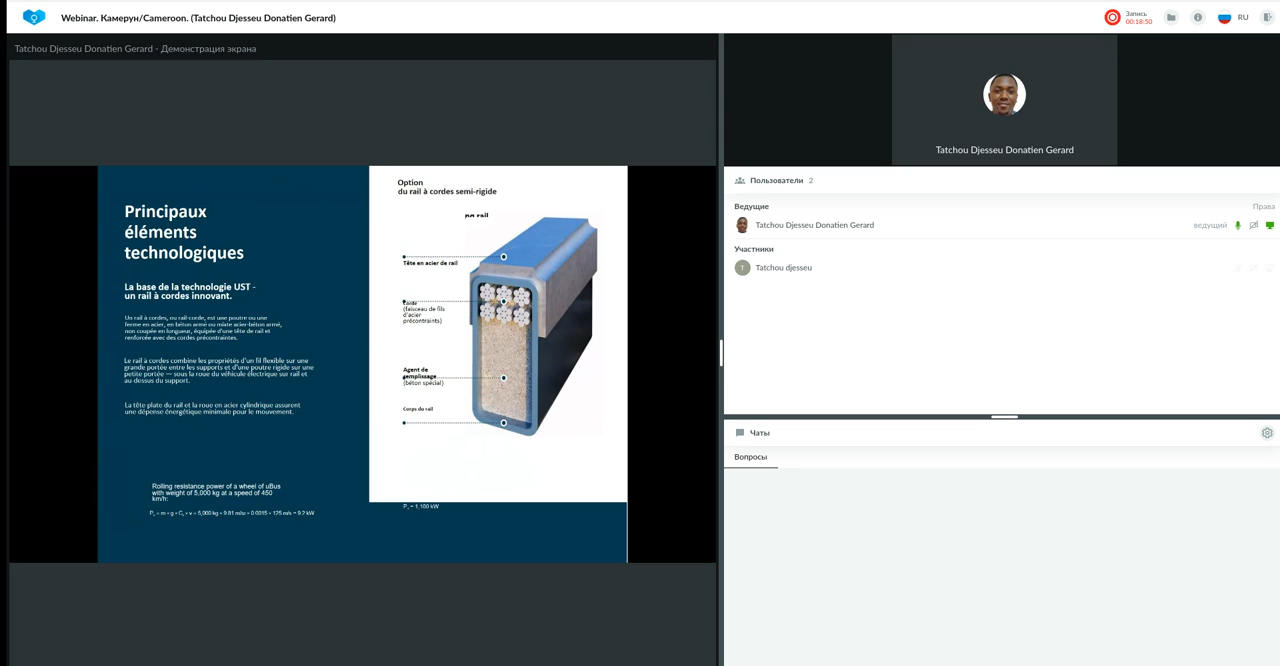 Webinar. Камерун/Cameroon. (Tatchou Djesseu Donatien Gerard)
Запись
00:18:50
RU
Tatchou Djesseu Donatien Gerard - Демонстрация экрана
Principaux
éléments
technologiques
La base de la technologie UST -
un rail à cordes innovant.
Un rail à cordes, ou rail-corde, est une poutre ou une
ferme en acier, en béton armé ou mixte acier-béton armé,
non coupée en longueur, équipée d'une tête de rail et
renforcée avec des cordes précontraintes.
Le rail à cordes combine les propriétés d'un fil flexible sur une
grande portée entre les supports et d'une poutre rigide sur une
petite portée — sous la roue du véhicule électrique sur rail et
au-dessus du support.
La tête plate du rail et la roue en acier cylindrique assurent
une dépense énergétique minimale pour le mouvement.
Rolling resistance power of a wheel of uBus
with weight of 5,000 kg at a speed of 450
km/h:
Option
du rail à cordes semi-rigide
rail
Tête en acier de rail
Corde
(faisceau de fils
d'acier
précontraints)
Agent de
remplissage
(béton spécial)
Corps du rail
= 1,100 kW
Tatchou Djesseu Donatien Gerard
Пользователи 2
Ведущие Права
Tatchou Djesseu Donatien Gerard ведущий
Участники
T Tatchou djesseu
Чаты
Вопросы